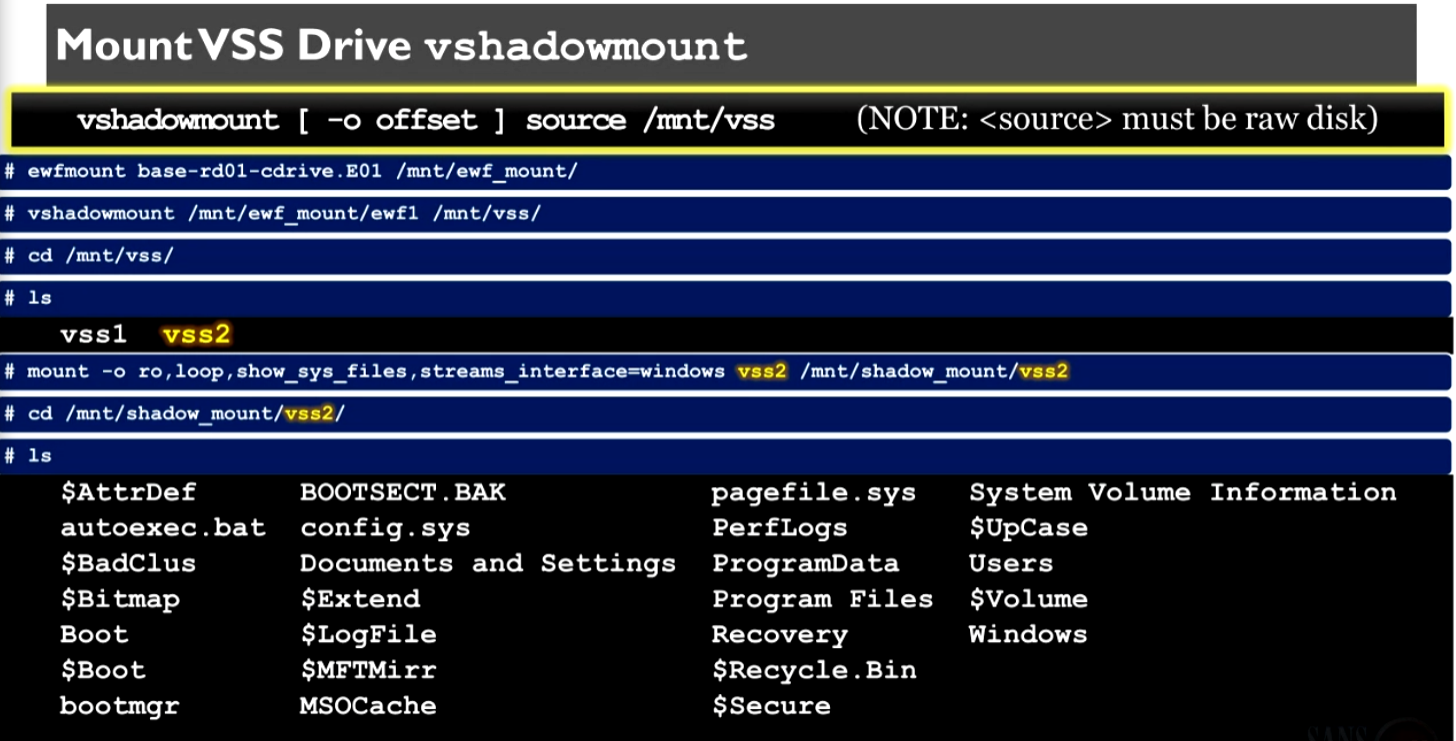 Mount VSS Drive vshadowmount
vshadowmount [ -o offset ] source /mnt/vss (NOTE: <source> must be raw disk)
# ewfmount base-rd01-cdrive.E01 /mnt/ewf_mount/
# vshadowmount /mnt/ewf_mount/ewf1 /mnt/vss/
# cd /mnt/vss/
# ls
vss1 vss2
# mount -o ro,loop,show_sys_files,streams_interface=windows vss2 /mnt/shadow_mount/vss2
# cd /mnt/shadow_mount/vss2/
# ls
$AttrDef BOOTSECT.BAK pagefile.sys System Volume Information
autoexec.bat config.sys PerfLogs $UpCase
$BadClus Documents and Settings ProgramData Users
$Bitmap $Extend Program Files $Volume
Boot $LogFile Recovery Windows
$Boot $MFTMirr $Recycle.Bin
bootmgr MSOCache $Secure